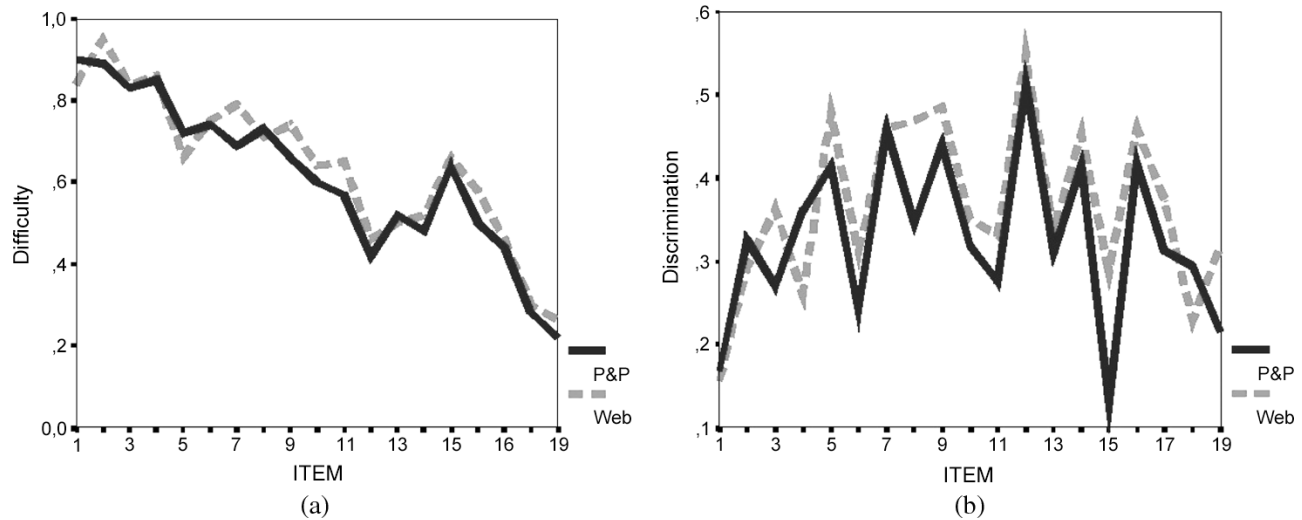 1,0
,8
,6
,4
,2
0,0
Difficulty
1 3 5 7 9 11 13 15 17 19
ITEM
P&P
Web
(a)
,6
,5
,4
,3
,2
,1
Discrimination
1 3 5 7 9 11 13 15 17 19
ITEM
P&P
Web
(b)